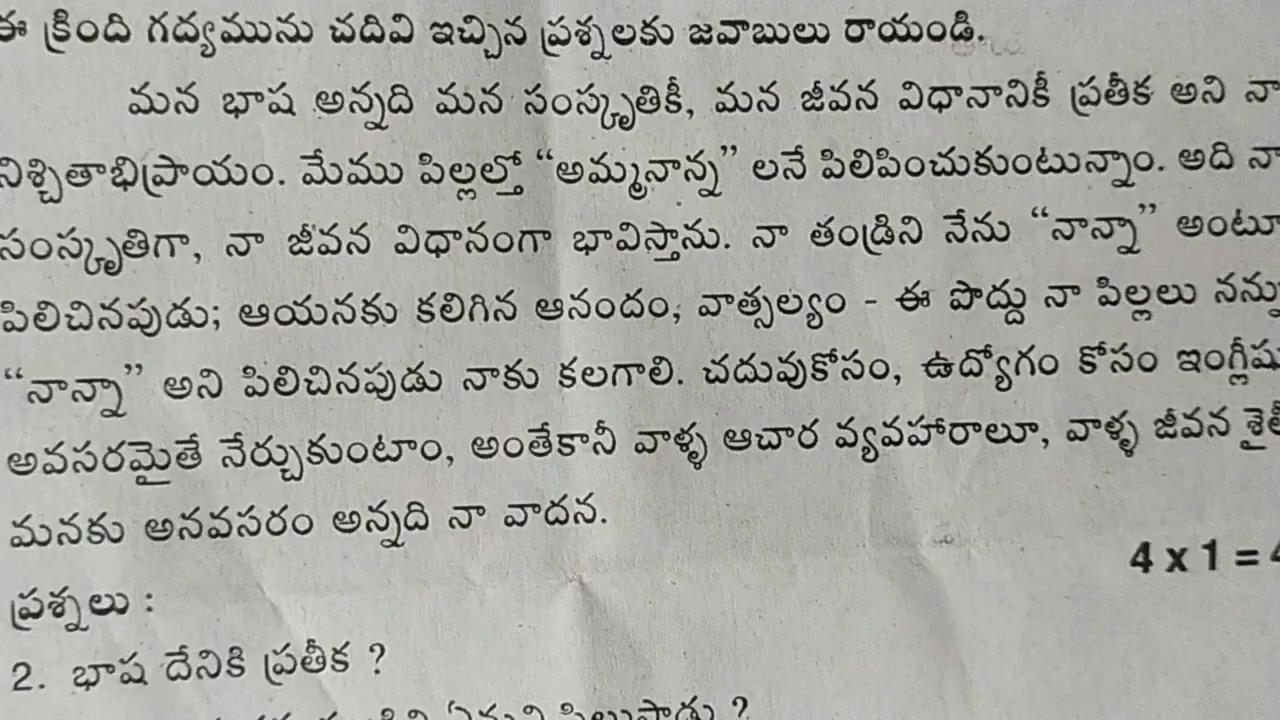 ఈ క్రింది గద్యమును చదివి ఇచ్చిన ప్రశ్నలకు జవాబులు రాయండి.
మన భాష అన్నది మన సంస్కృతికీ, మన జీవన విధానానికీ ప్రతీక అని నా
నిశ్చితాభిప్రాయం. మేము పిల్లల్తో “అమ్మనాన్న” లనే పిలిపించుకుంటున్నాం. అది నా
సంస్కృతిగా, నా జీవన విధానంగా భావిస్తాను. నా తండ్రిని నేను “నాన్నా” అంటూ
పిలిచినపుడు; ఆయనకు కలిగిన ఆనందం, వాత్సల్యం - ఈ పొద్దు నా పిల్లలు నను
“నాన్నా” అని పిలిచినపుడు నాకు కలగాలి. చదువుకోసం, ఉద్యోగం కోసం ఇంగ్లీషు
అవసరమైతే నేర్చుకుంటాం, అంతేకానీ వాళ్ళ ఆచార వ్యవహారాలూ, వాళ్ళ జీవన
మనకు అనవసరం అన్నది నా వాదన.
4 x 1 = 4
ప్రశ్నలు :
2. భాష దేనికి ప్రతీక ?